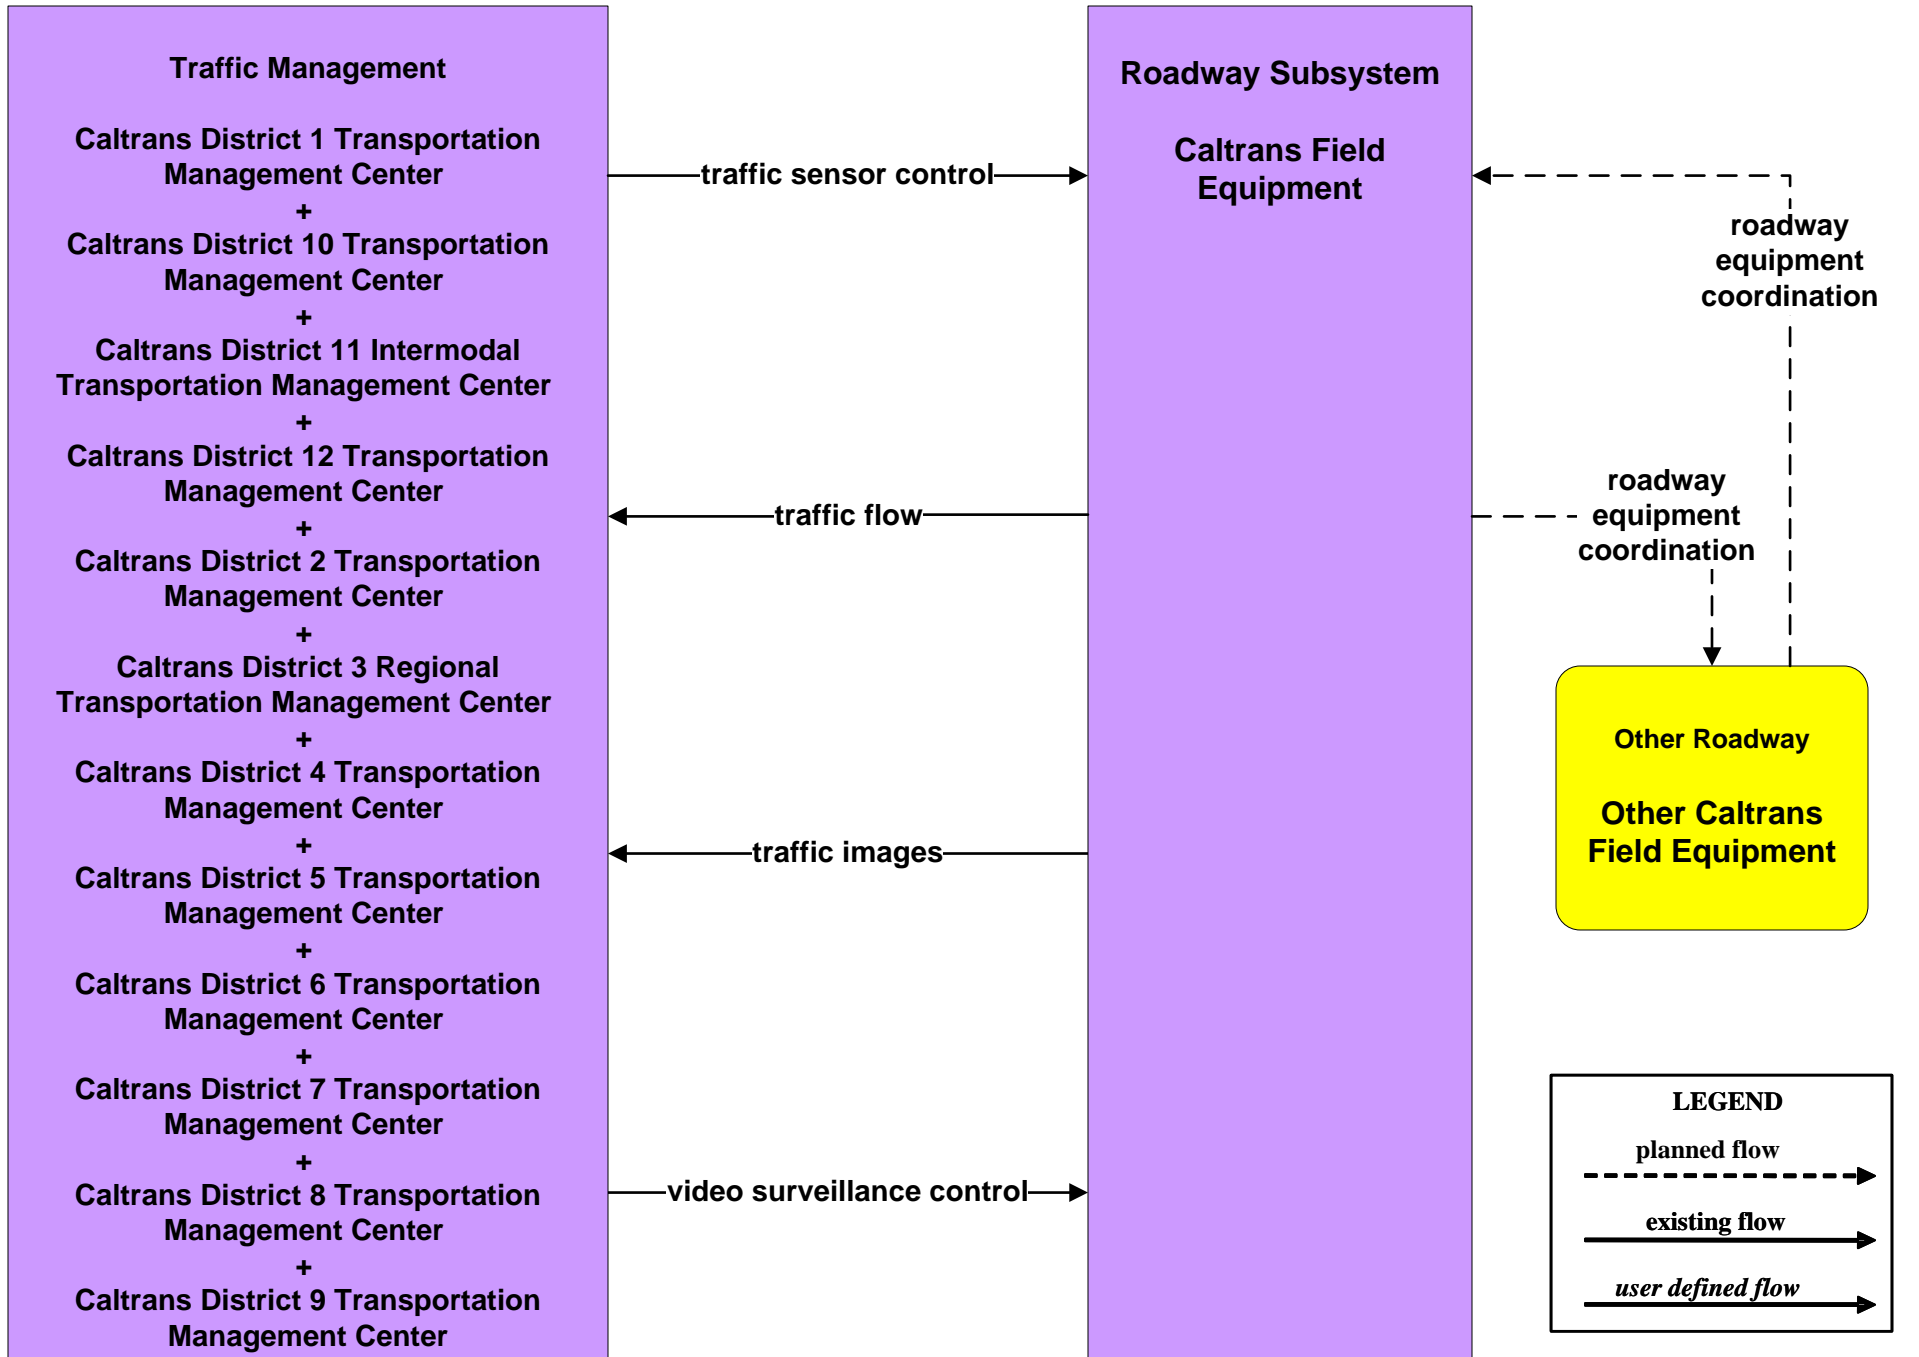 Traffic Management
Caltrans District 1 Transportation
Management Center
+
Caltrans District 10 Transportation
Management Center
+
Caltrans District 11 Intermodal
Transportation Management Center
+
Caltrans District 12 Transportation
Management Center
+
Caltrans District 2 Transportation
Management Center
+
Caltrans District 3 Regional
Transportation Management Center
+
Caltrans District 4 Transportation
Management Center
+
Caltrans District 5 Transportation
Management Center
+
Caltrans District 6 Transportation
Management Center
+
Caltrans District 7 Transportation
Management Center
+
Caltrans District 8 Transportation
Management Center
+
Caltrans District 9 Transportation
Management Center
traffic sensor control
traffic flow
traffic images
video surveillance control
Roadway Subsystem
Caltrans Field
Equipment
roadway
equipment
coordination
roadway
equipment
coordination
Other Roadway
Other Caltrans
Field Equipment
LEGEND
planned flow
existing flow
user defined flow